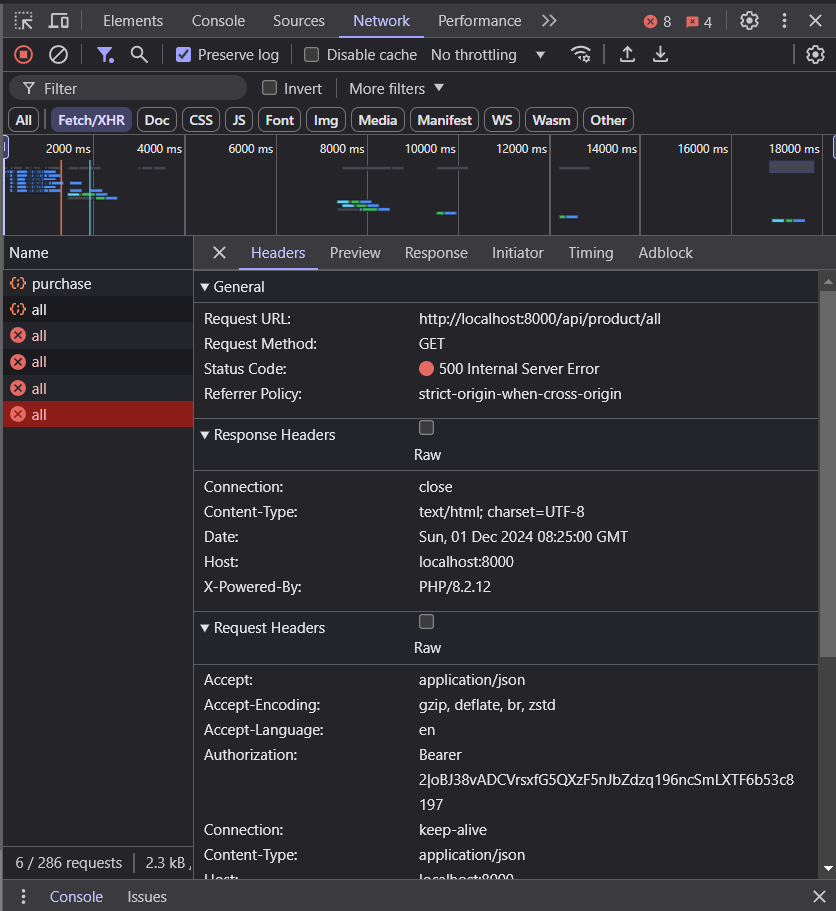 Elements Console Sources Network Performance 8 4
Preserve log Disable cache No throttling
Filter Invert More filters
All Fetch/XHR Doc CSS JS Font Img Media Manifest WS Wasm Other
2000 ms 4000 ms 6000 ms 8000 ms 10000 ms 12000 ms 14000 ms 16000 ms 18000 ms
Name Headers Preview Response Initiator Timing Adblock
purchase
all
all
all
all
all
General
Request URL: http://localhost:8000/api/product/all
Request Method: GET
Status Code: 500 Internal Server Error
Referrer Policy: strict-origin-when-cross-origin
Response Headers
Raw
Connection: close
Content-Type: text/html; charset=UTF-8
Date: Sun, 01 Dec 2024 08:25:00 GMT
Host: localhost:8000
X-Powered-By: PHP/8.2.12
Request Headers
Raw
Accept: application/json
Accept-Encoding: gzip, deflate, br, zstd
Accept-Language: en
Authorization: Bearer
2|oBJ38vADCVrsxfG5QXzF5nJbZdzq196ncSmLXTF6b53c8
197
Connection: keep-alive
Content-Type: application/json
Host: localhost:8000
6 / 286 requests 2.3 kB
Console Issues